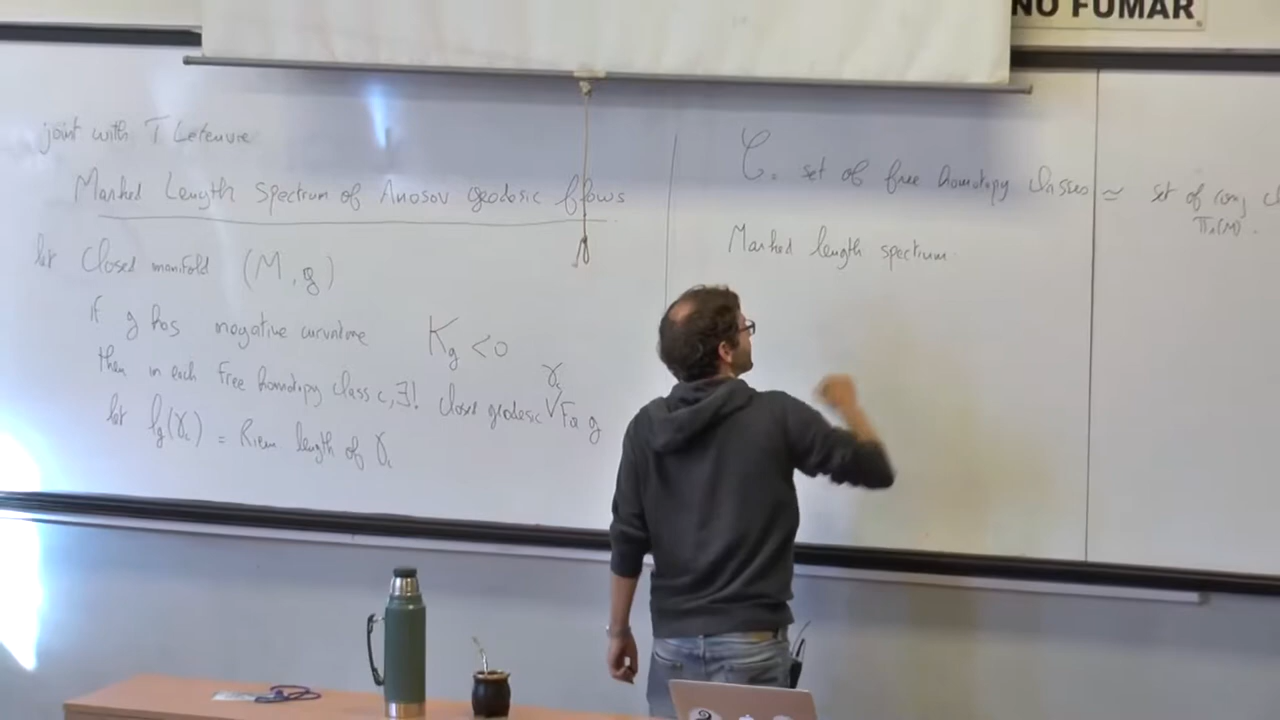 NO FUMAR
joint with T Lefeuvre
Marked Length Spectrum of Anosov geodesic flows
let Closed manifold (M, g)
if g has negative curvature K_g < 0
then in each free homotopy class c, ∃! closed geodesic γ_c for g
let l_g(γ_c) = Riem length of γ_c
C = set of free homotopy classes ≃ set of conj
π₁(M).
Marked length spectrum